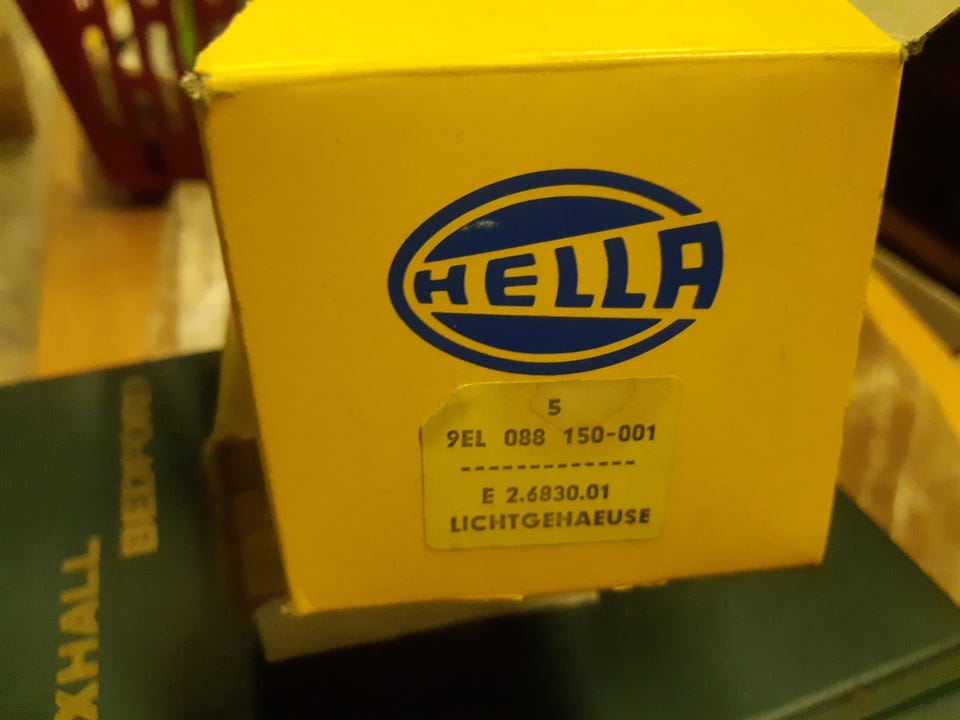 HELLA
5
9EL 088 150-001
-------------
E 2.6830.01
LICHTGEHAEUSE
BEDFORD
XHALL